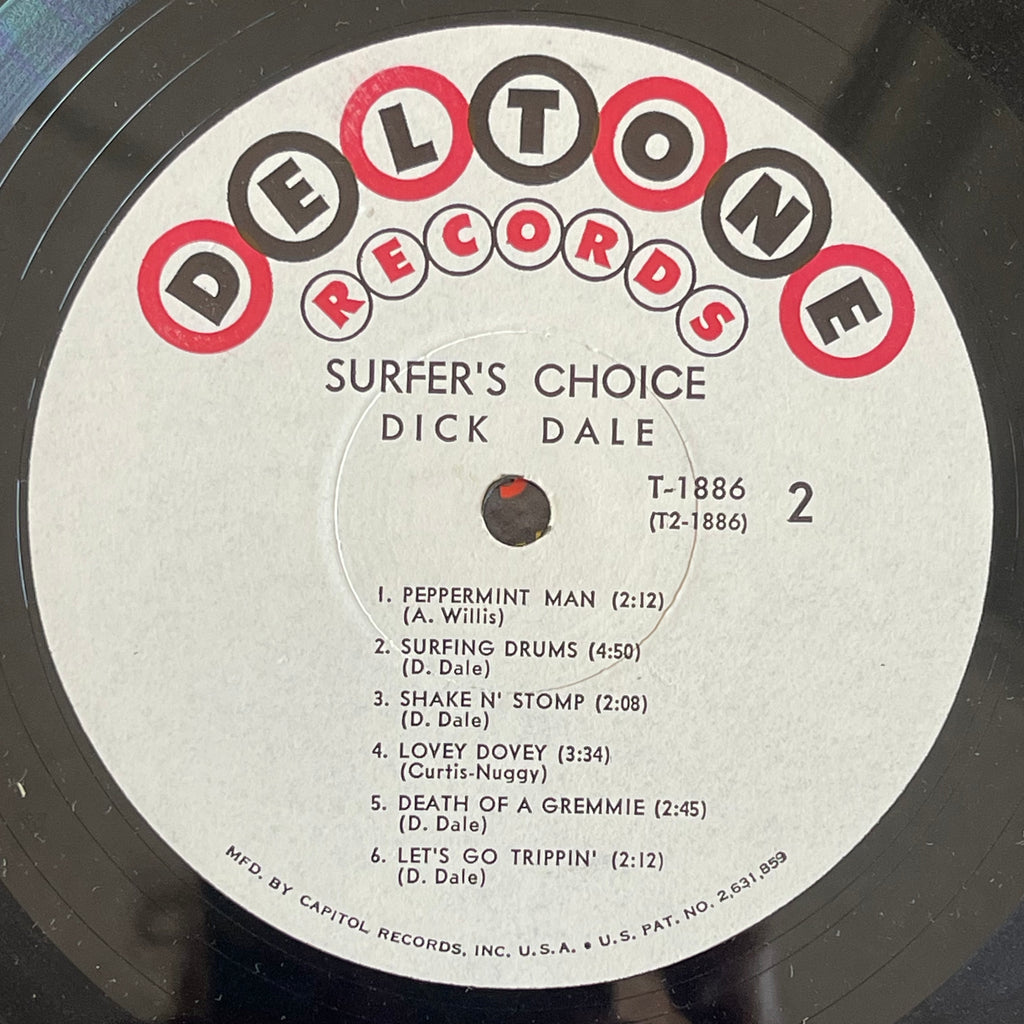 DELTONE
RECORDS
SURFER'S CHOICE
DICK DALE
T-1886 2
(T2-1886)
1. PEPPERMINT MAN (2:12)
(A. Willis)
2. SURFING DRUMS (4:50)
(D. Dale)
3. SHAKE N' STOMP (2:08)
(D. Dale)
4. LOVEY DOVEY (3:34)
(Curtis-Nuggy)
5. DEATH OF A GREMMIE (2:45)
(D. Dale)
6. LET'S GO TRIPPIN' (2:12)
(D. Dale)
MFD. BY CAPITOL RECORDS, INC. U.S.A. • U.S. PAT. NO. 2,631,859